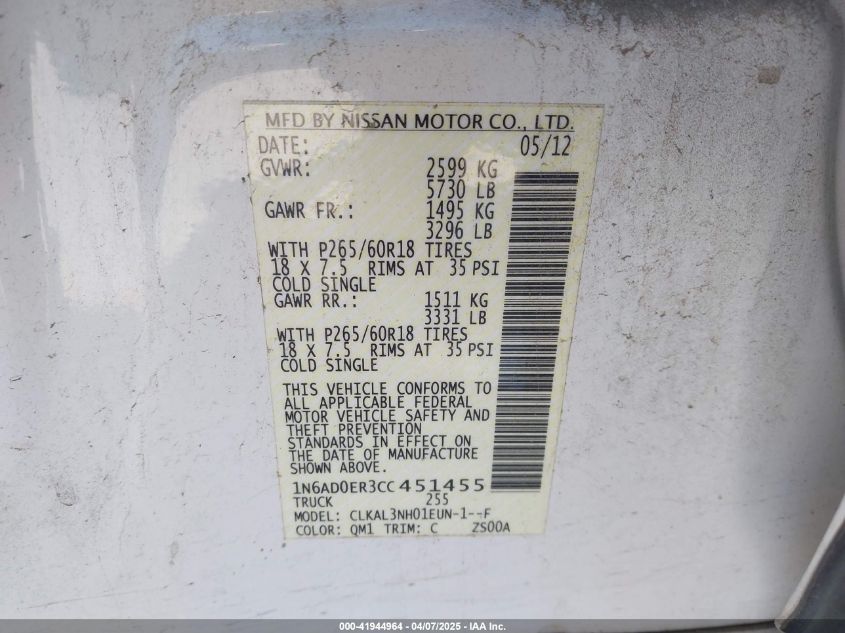 MFD BY NISSAN MOTOR CO., LTD.
DATE: 05/12
GVWR: 2599 KG
5730 LB
GAWR FR.: 1495 KG
3296 LB
WITH P265/60R18 TIRES
18 X 7.5 RIMS AT 35 PSI
COLD SINGLE
GAWR RR.: 1511 KG
3331 LB
WITH P265/60R18 TIRES
18 X 7.5 RIMS AT 35 PSI
COLD SINGLE
THIS VEHICLE CONFORMS TO
ALL APPLICABLE FEDERAL
MOTOR VEHICLE SAFETY AND
THEFT PREVENTION
STANDARDS IN EFFECT ON
THE DATE OF MANUFACTURE
SHOWN ABOVE.
1N6AD0ER3CC451455
TRUCK 255
MODEL: CLKAL3NH01EUN-1--F
COLOR: QM1 TRIM: C ZS00A
000-41944964 - 04/07/2025 - IAA Inc.